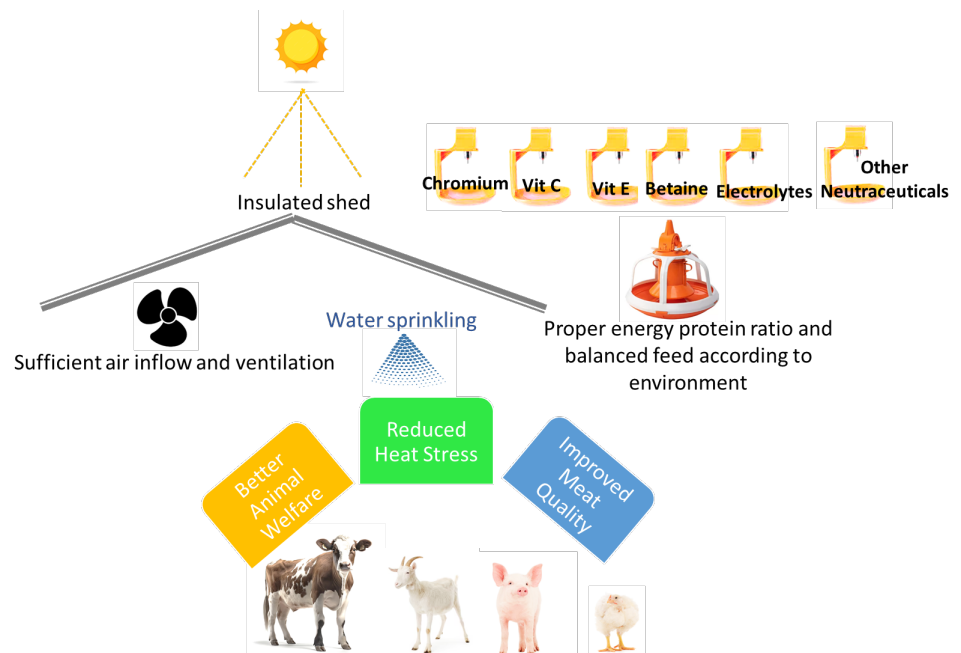 Insulated shed
Chromium
Vit C
Vit E
Betaine
Electrolytes
Other
Neutraceuticals
Water sprinkling
Sufficient air inflow and ventilation
Proper energy protein ratio and
balanced feed according to
environment
Reduced
Heat Stress
Better
Animal
Welfare
Improved
Meat
Quality